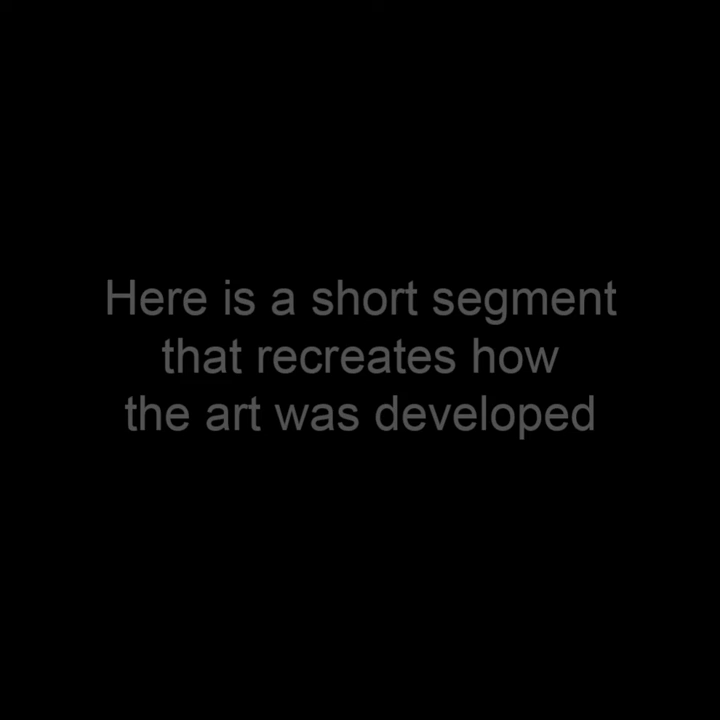 Here is a short segment
that recreates how
the art was developed